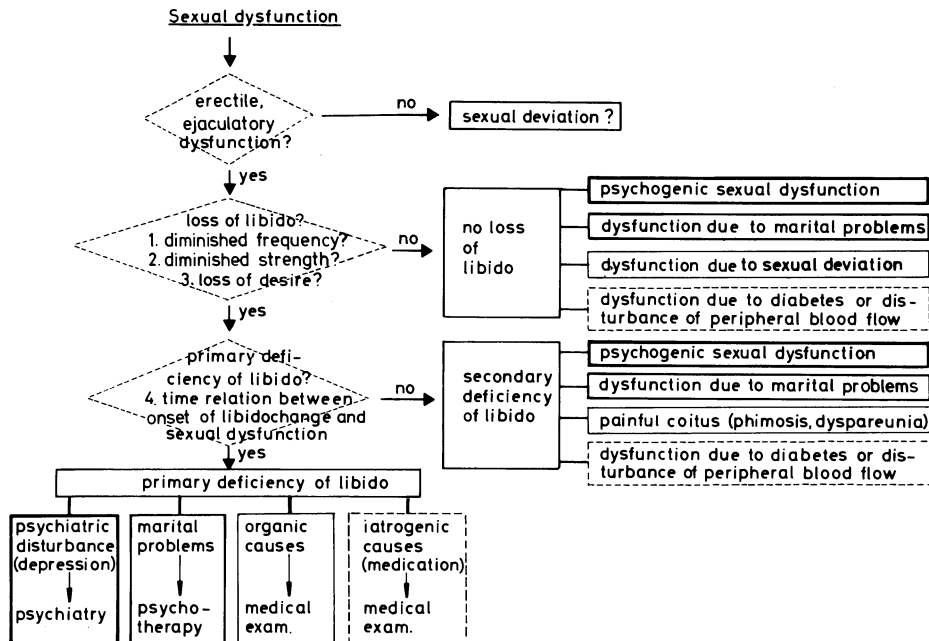 Sexual dysfunction
erectile,
ejaculatory
dysfunction?
no
sexual deviation ?
yes
loss of libido?
1. diminished frequency?
2. diminished strength?
3. loss of desire?
no
no loss
of
libido
psychogenic sexual dysfunction
dysfunction due to marital problems
dysfunction due to sexual deviation
dysfunction due to diabetes or dis-
turbance of peripheral blood flow
yes
primary defi-
ciency of libido?
4. time relation between
onset of libidochange and
sexual dysfunction
no
secondary
deficiency
of libido
psychogenic sexual dysfunction
dysfunction due to marital problems
painful coitus (phimosis, dyspareunia)
dysfunction due to diabetes or dis-
turbance of peripheral blood flow
yes
primary deficiency of libido
psychiatric
disturbance
(depression)
psychiatry
marital
problems
psycho-
therapy
organic
causes
medical
exam.
iatrogenic
causes
(medication)
medical
exam.